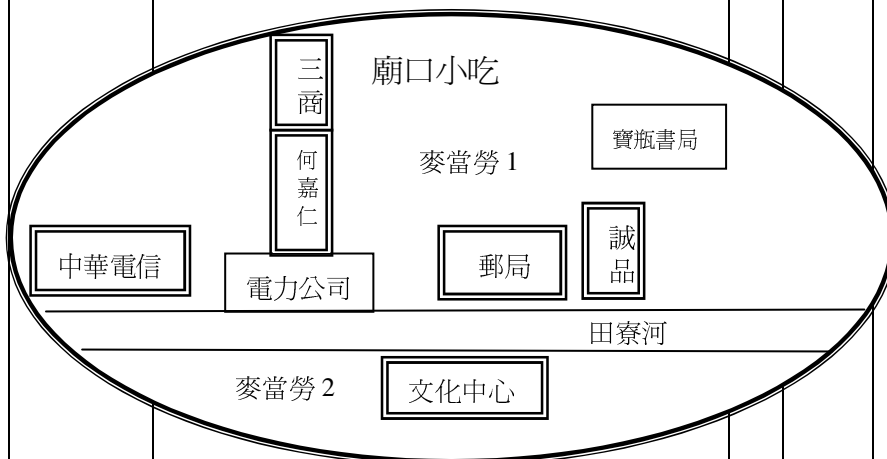 三商
廟口小吃
寶瓶書局
何嘉仁
麥當勞 1
誠品
中華電信
郵局
電力公司
田寮河
麥當勞 2
文化中心